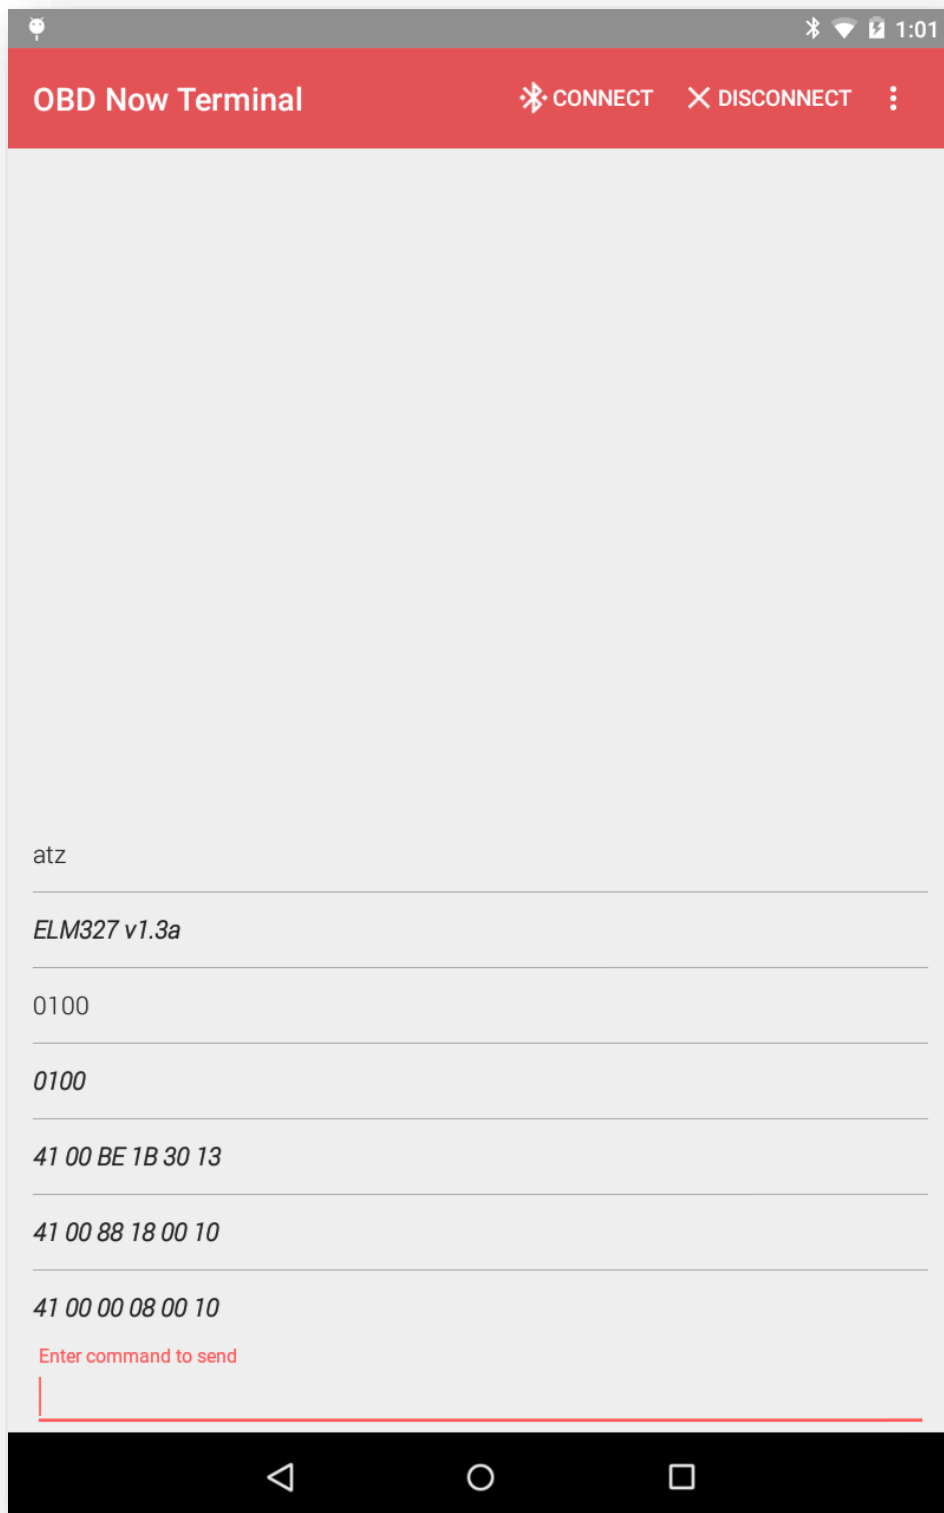 1:01
OBD Now Terminal CONNECT DISCONNECT
atz
ELM327 v1.3a
0100
0100
41 00 BE 1B 30 13
41 00 88 18 00 10
41 00 00 08 00 10
Enter command to send